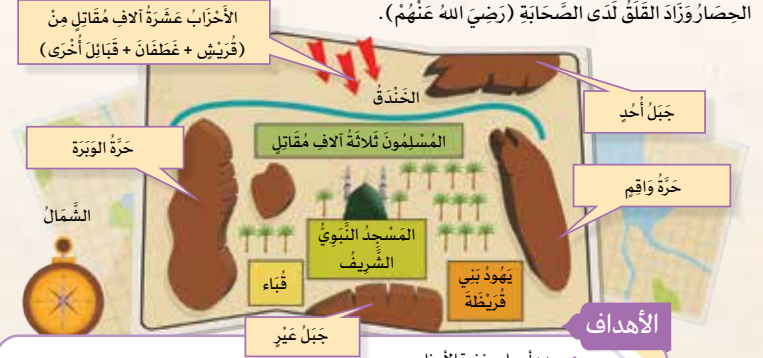 الحِصَارُ وَزَادَ القَلَقُ لَدَى الصَّحَابَةِ (رَضِيَ اللهُ عَنْهُمْ).
الأَحْزَابُ عَشَرَةُ آلافِ مُقَاتِلٍ مِنْ
(قُرَيْشٍ + غَطَفَانَ + قَبَائِلَ أُخْرَى)
الخَنْدَقُ
جَبَلُ أُحُدٍ
المُسْلِمُونَ ثَلاثَةُ آلافِ مُقَاتِلٍ
حَرَّةُ الوَبَرَة
حَرَّةُ وَاقِمٍ
الشَّمَالُ
المَسْجِدُ النَّبَوِيُّ
الشَّرِيفُ
يَهُودُ بَنِي
قُرَيْظَةَ
قُبَاء
الأهداف
جَبَلُ عَيْرٍ